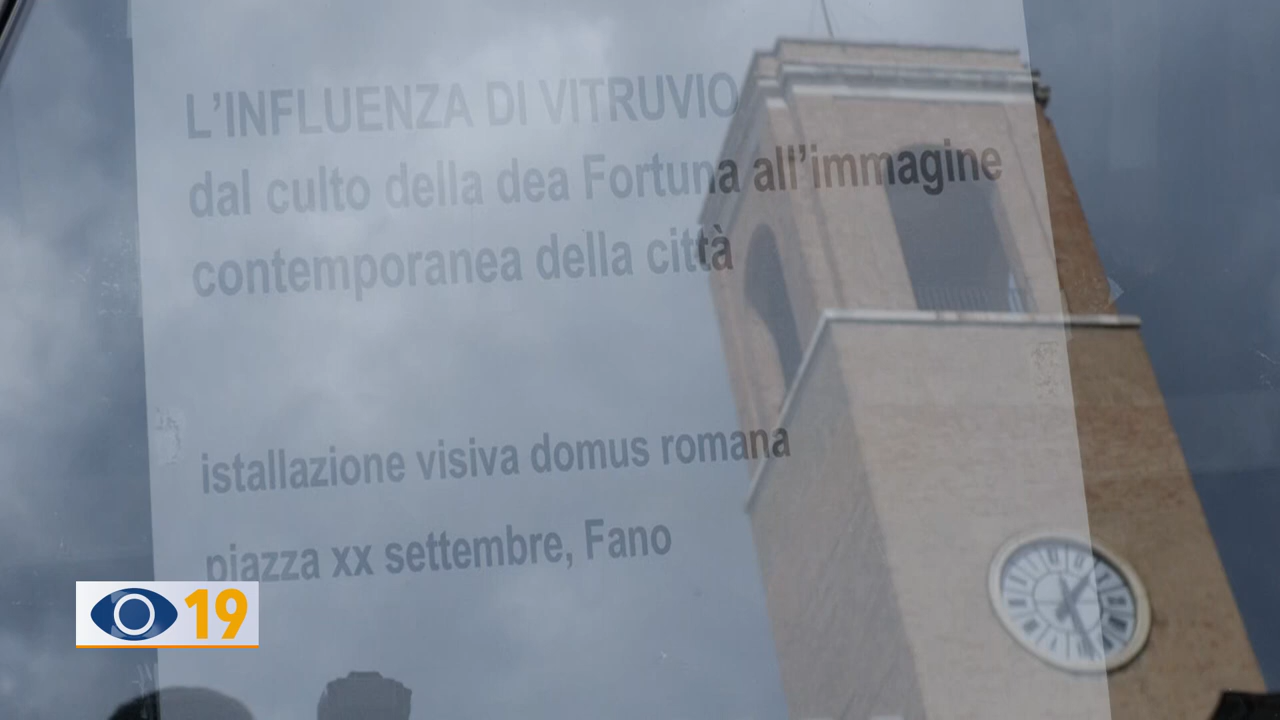 L'INFLUENZA DI VITRUVIO
dal culto della dea Fortuna all'immagine
contemporanea della città
istallazione visiva domus romana
piazza xx settembre, Fano
19